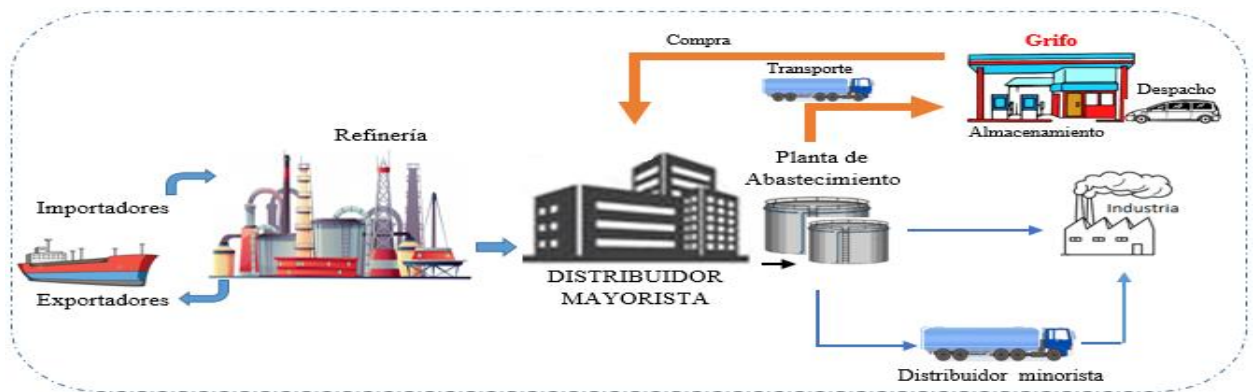 Compra
Grifo
Transporte
Despacho
Almacenamiento
Refinería
Planta de
Abastecimiento
Importadores
Industria
DISTRIBUIDOR
MAYORISTA
Exportadores
Distribuidor minorista